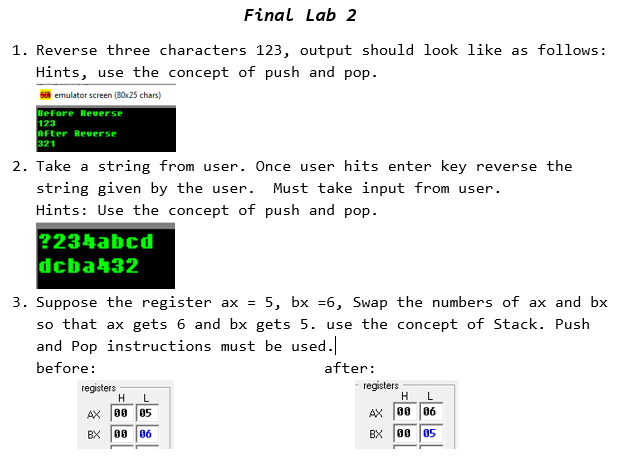 Final Lab 2
1. Reverse three characters 123, output should look like as follows:
Hints, use the concept of push and pop.
emulator screen (80x25 chars)
Before Reverse
123
After Reverse
321
2. Take a string from user. Once user hits enter key reverse the
string given by the user.  Must take input from user.
Hints: Use the concept of push and pop.
?234abcd
dcba432
3. Suppose the register ax = 5, bx =6, Swap the numbers of ax and bx
so that ax gets 6 and bx gets 5. use the concept of Stack. Push
and Pop instructions must be used.
before: after:
registers
H L
AX 00 05
BX 00 06
registers
H L
AX 00 06
BX 00 05